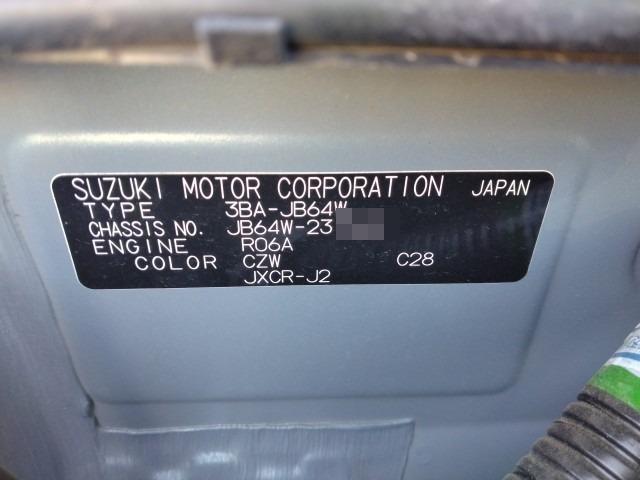 SUZUKI MOTOR CORPORATION JAPAN
TYPE 3BA-JB64W
CHASSIS NO. JB64W-23
ENGINE R06A
COLOR CZW C28
JXCR-J2